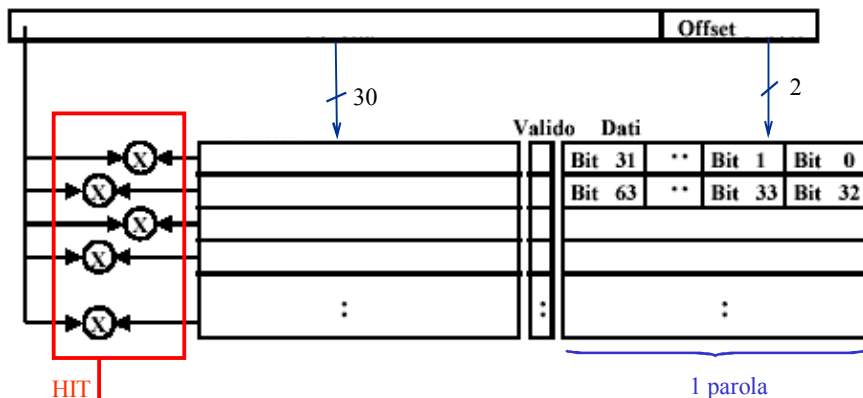 Offset
30
2
Valido Dati
X
Bit 31 ·· Bit 1 Bit 0
X
Bit 63 ·· Bit 33 Bit 32
X
X
X
: : :
HIT
1 parola